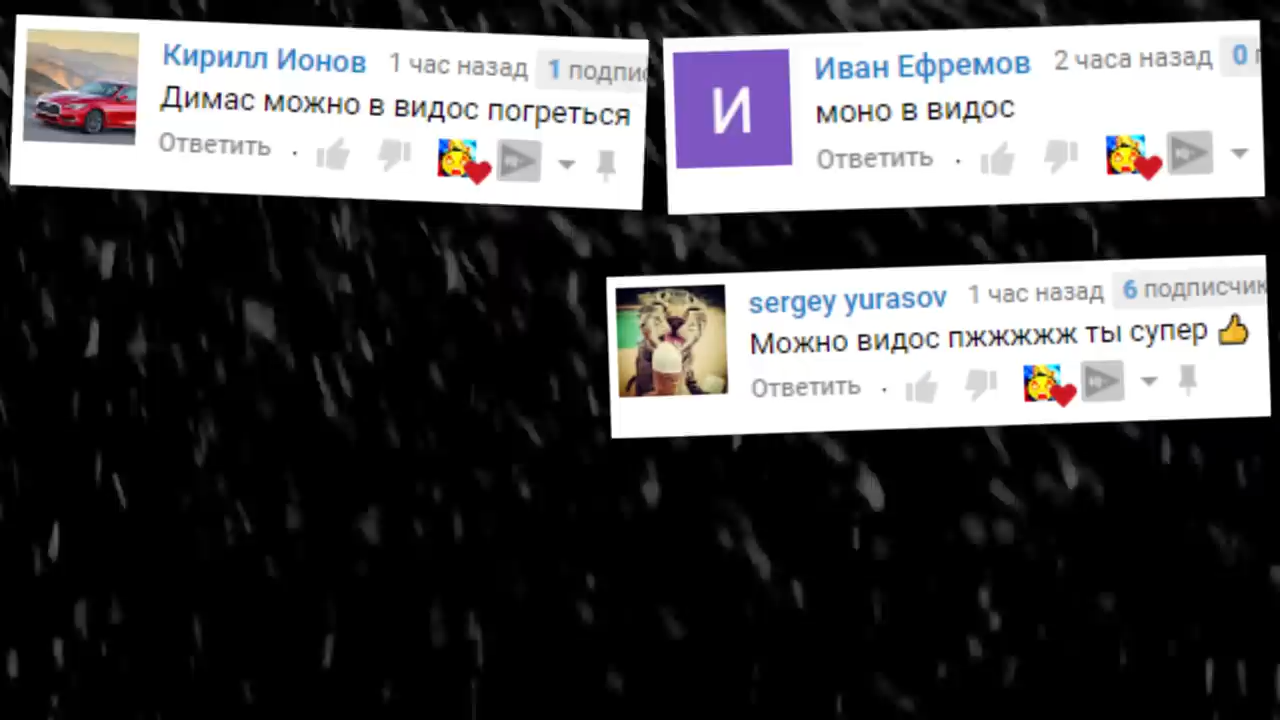 Кирилл Ионов 1 час назад 1 подпис
Димас можно в видос погреться
Ответить
Иван Ефремов 2 часа назад 0
моно в видос
Ответить
И
sergey yurasov 1 час назад 6 подписчик
Можно видос пжжжжж ты супер 👍
Ответить